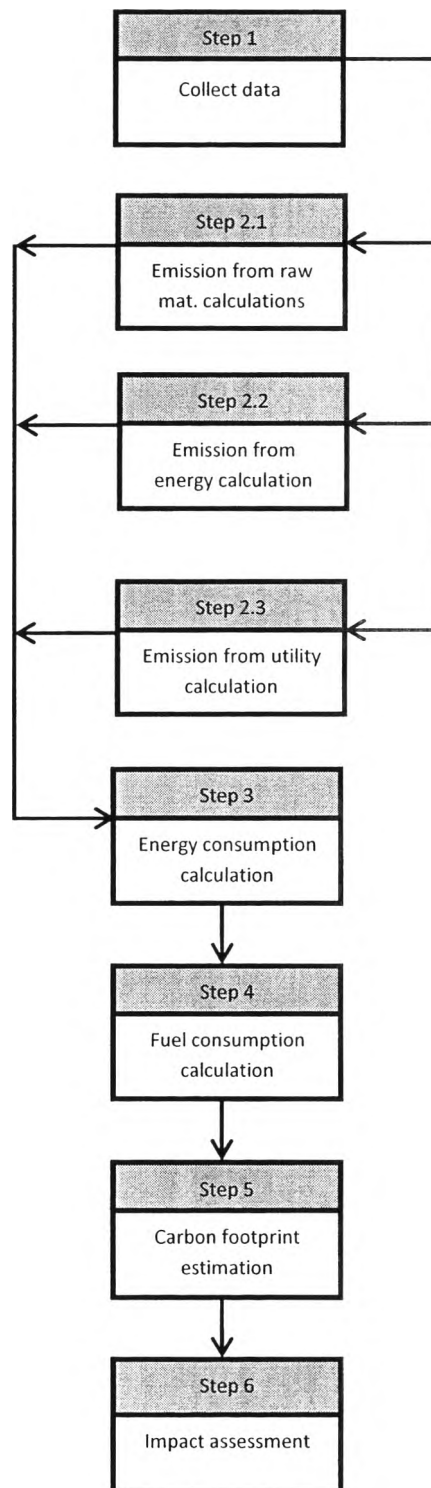 Step 1
Collect data
Step 2.1
Emission from raw
mat. calculations
Step 2.2
Emission from
energy calculation
Step 2.3
Emission from utility
calculation
Step 3
Energy consumption
calculation
Step 4
Fuel consumption
calculation
Step 5
Carbon footprint
estimation
Step 6
Impact assessment